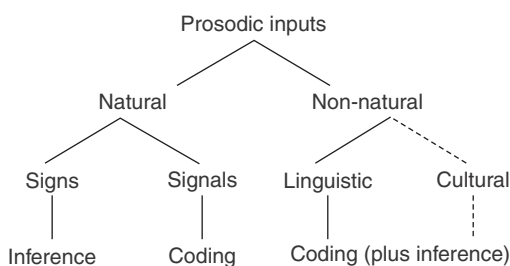 Prosodic inputs
Natural Non-natural
Signs Signals Linguistic Cultural
Inference Coding Coding (plus inference)